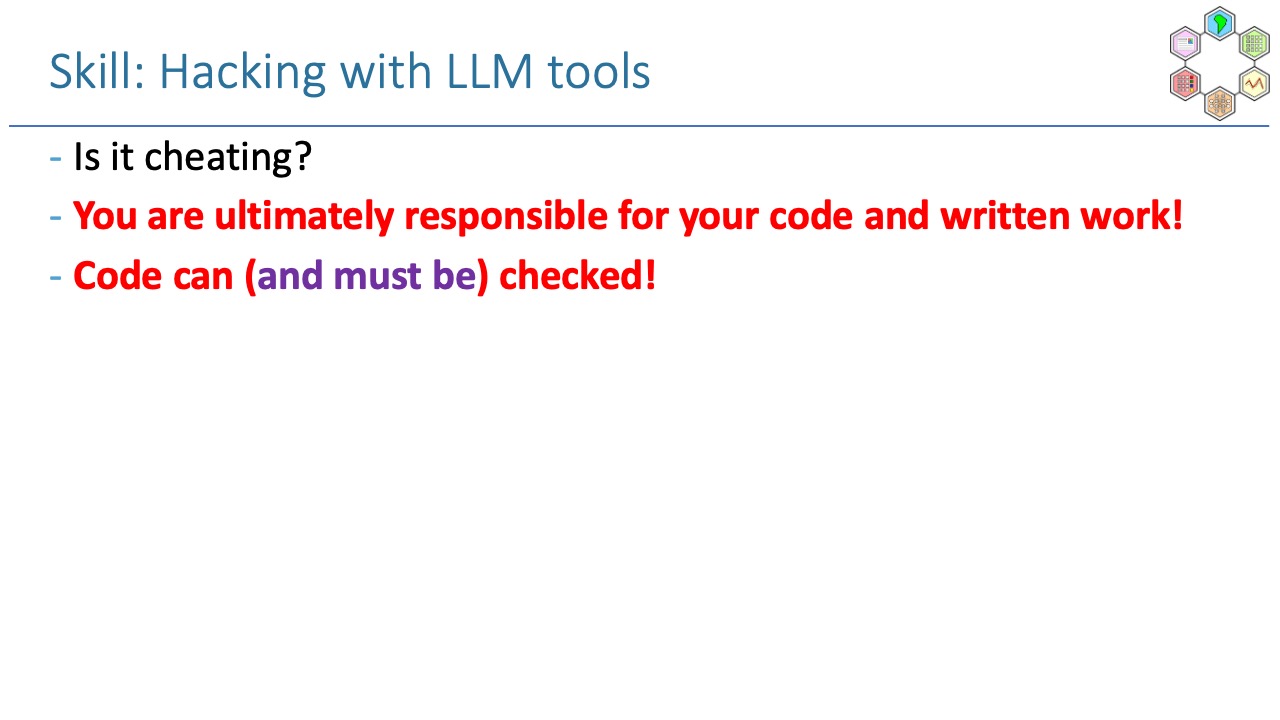 Skill: Hacking with LLM tools
- Is it cheating?
- You are ultimately responsible for your code and written work!
- Code can (and must be) checked!